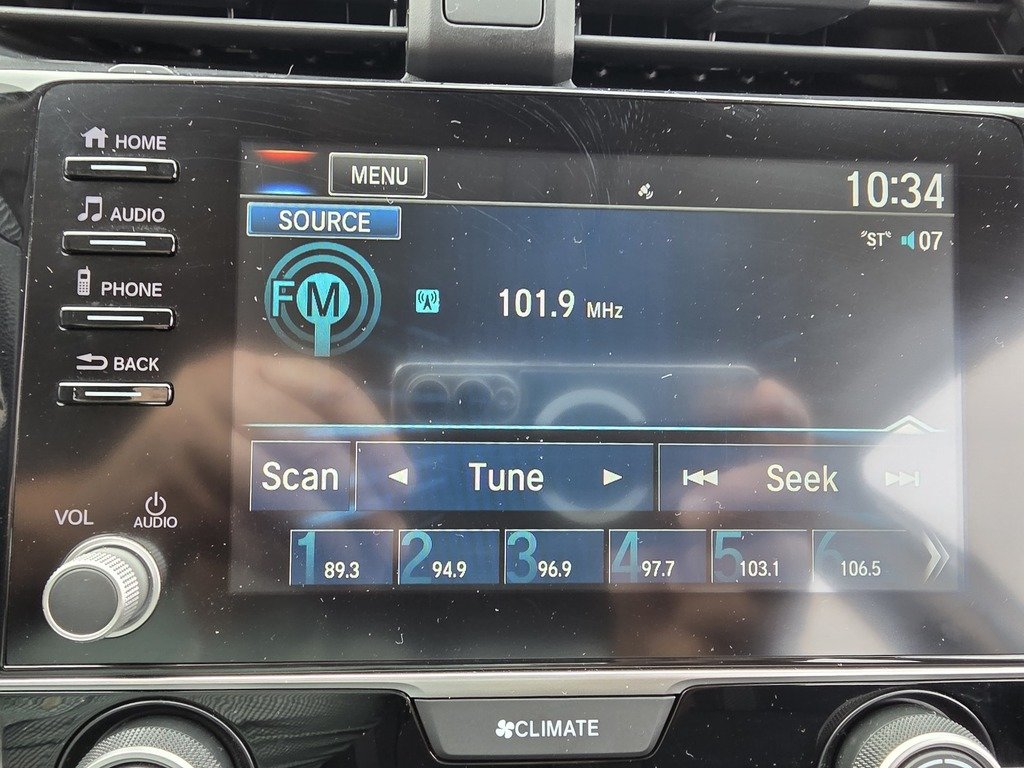 HOME
AUDIO
PHONE
BACK
VOL
AUDIO
MENU
10:34
SOURCE
"ST" 07
FM
101.9 MHz
Scan Tune Seek
1 89.3 2 94.9 3 96.9 4 97.7 5 103.1 6 106.5
CLIMATE